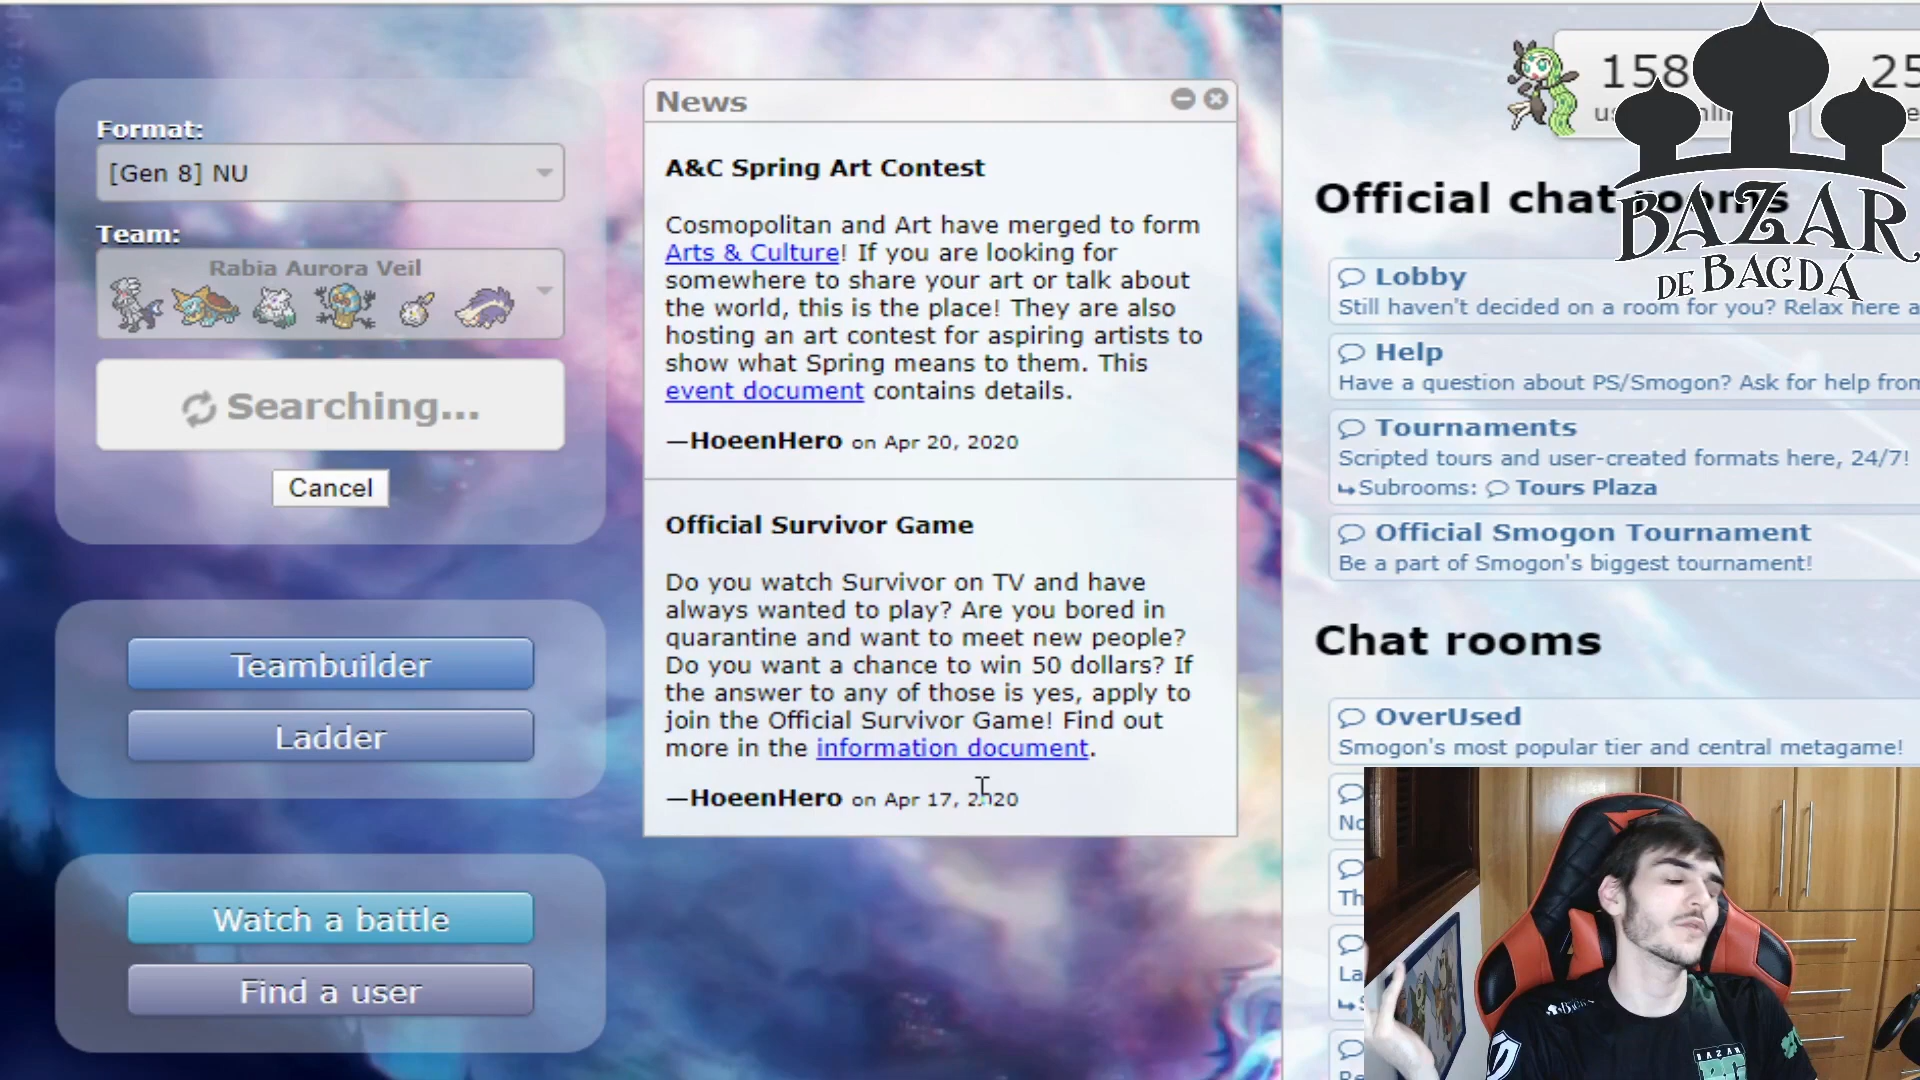 Format:
[Gen 8] NU
Team:
Rabia Aurora Veil
Searching...
Cancel
Teambuilder
Ladder
Watch a battle
Find a user
News
A&C Spring Art Contest
Cosmopolitan and Art have merged to form
Arts & Culture! If you are looking for
somewhere to share your art or talk about
the world, this is the place! They are also
hosting an art contest for aspiring artists to
show what Spring means to them. This
event document contains details.
—HoeenHero on Apr 20, 2020
Official Survivor Game
Do you watch Survivor on TV and have
always wanted to play? Are you bored in
quarantine and want to meet new people?
Do you want a chance to win 50 dollars? If
the answer to any of those is yes, apply to
join the Official Survivor Game! Find out
more in the information document.
—HoeenHero on Apr 17, 2020
158
25
BAZAR
DE BAGDÁ
Official chat rooms
Lobby
Still haven't decided on a room for you? Relax here a
Help
Have a question about PS/Smogon? Ask for help from
Tournaments
Scripted tours and user-created formats here, 24/7!
↳Subrooms: Tours Plaza
Official Smogon Tournament
Be a part of Smogon's biggest tournament!
Chat rooms
OverUsed
Smogon's most popular tier and central metagame!
No
Th
La
Re
BAZAR